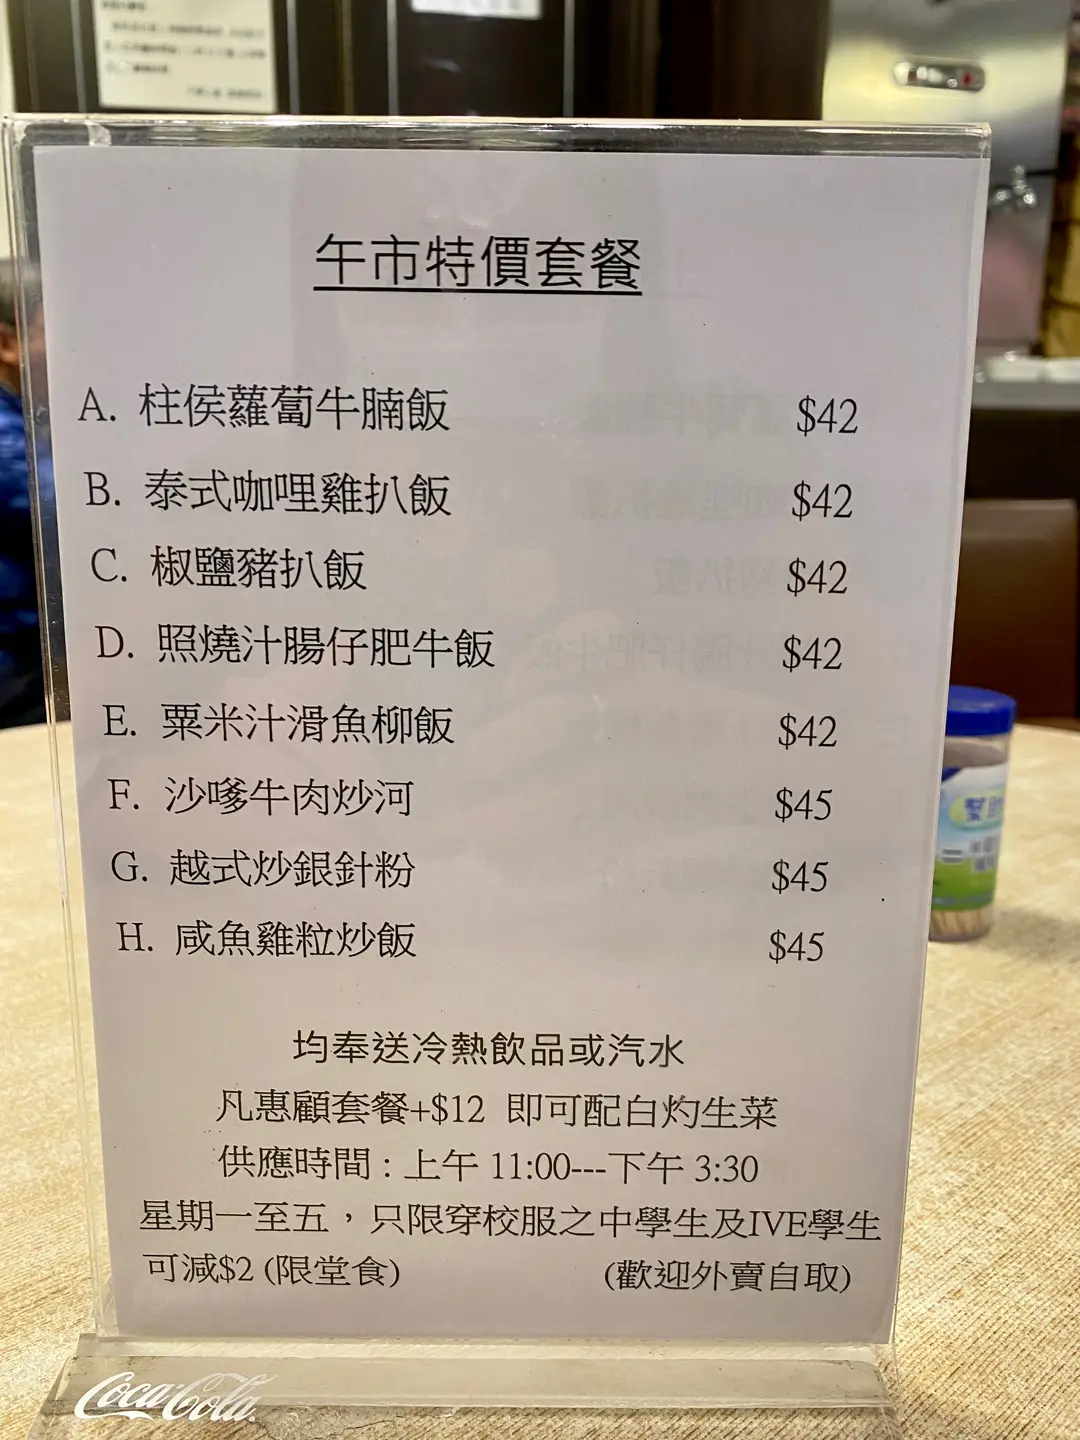 午市特價套餐
A. 柱侯蘿蔔牛腩飯 $42
B. 泰式咖哩雞扒飯 $42
C. 椒鹽豬扒飯 $42
D. 照燒汁腸仔肥牛飯 $42
E. 粟米汁滑魚柳飯 $42
F. 沙嗲牛肉炒河 $45
G. 越式炒銀針粉 $45
H. 咸魚雞粒炒飯 $45
均奉送冷熱飲品或汽水
凡惠顧套餐+$12 即可配白灼生菜
供應時間 : 上午 11:00---下午 3:30
星期一至五，只限穿校服之中學生及IVE學生
可減$2 (限堂食) (歡迎外賣自取)
Coca-Cola